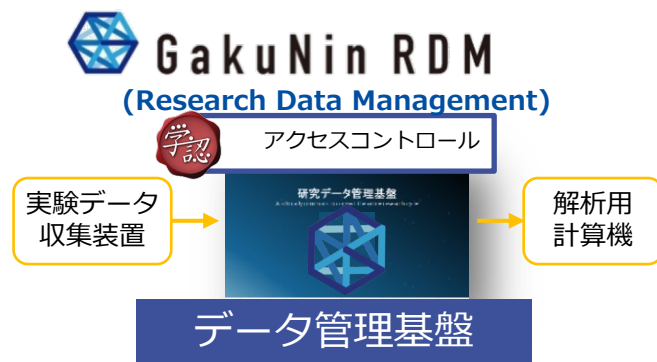 GakuNin RDM
(Research Data Management)
学認
アクセスコントロール
実験データ
収集装置
研究データ管理基盤
解析用
計算機
データ管理基盤